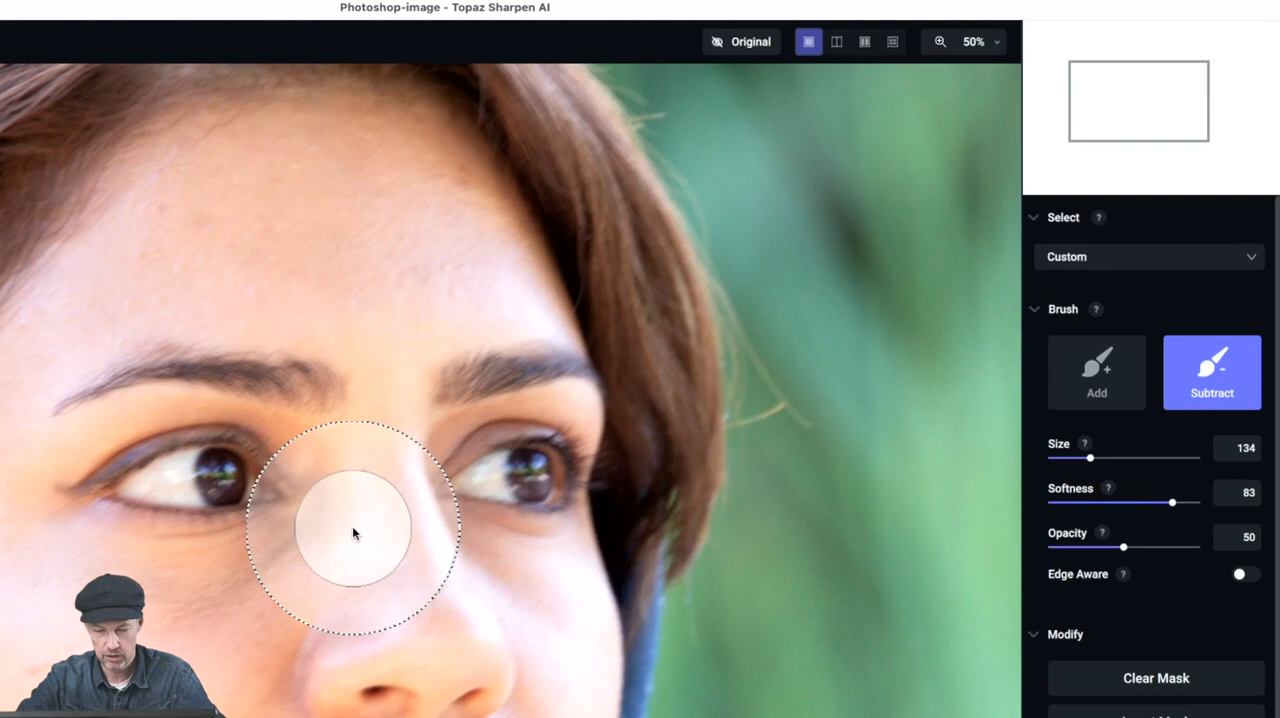 Photoshop-image - Topaz Sharpen AI
Original
50%
Select ?
Custom
Brush ?
Add
Subtract
Size ?
134
Softness ?
83
Opacity ?
50
Edge Aware ?
Modify
Clear Mask